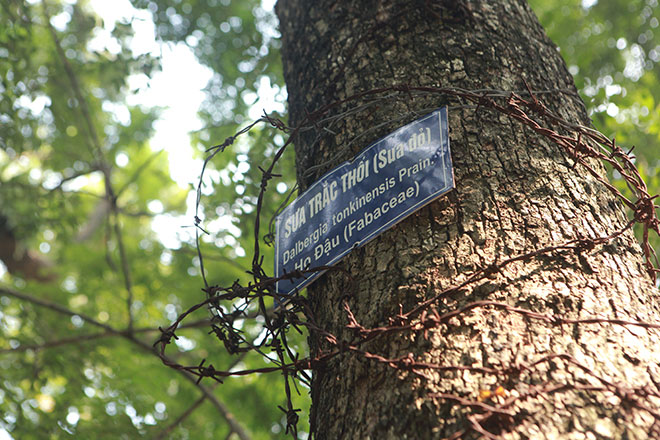 SƯA TRẮC THỐI (Sưa đỏ)
Dalbergia tonkinensis Prain...
Họ Đậu (Fabaceae)